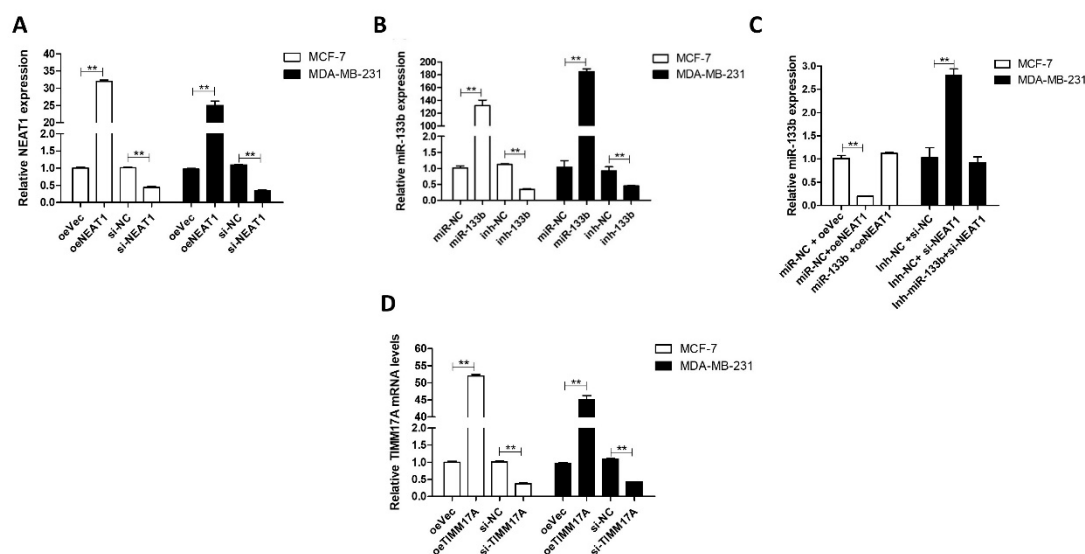 A
Relative NEAT1 expression
40
35
30
25
20
15
2.0
1.5
1.0
0.5
0.0
**
**
**
**
oeVec
oeNEAT1
si-NC
si-NEAT1
oeVec
oeNEAT1
si-NC
si-NEAT1
MCF-7
MDA-MB-231
B
Relative miR-133b expression
200
180
160
140
120
100
2.0
1.5
1.0
0.5
0.0
**
**
**
**
miR-NC
miR-133b
inh-NC
inh-133b
miR-NC
miR-133b
inh-NC
inh-133b
MCF-7
MDA-MB-231
C
Relative miR-133b expression
3.0
2.5
2.0
1.5
1.0
0.5
0.0
**
**
miR-NC + oeVec
miR-NC+oeNEAT1
miR-133b +oeNEAT1
Inh-NC +si-NC
Inh-NC+ si-NEAT1
Inh-miR-133b+si-NEAT1
MCF-7
MDA-MB-231
D
Relative TIMM17A mRNA levels
60
55
50
45
40
35
2.0
1.5
1.0
0.5
0.0
**
**
**
**
oeVec
oeTIMM17A
si-NC
si-TIMM17A
oeVec
oeTIMM17A
si-NC
si-TIMM17A
MCF-7
MDA-MB-231